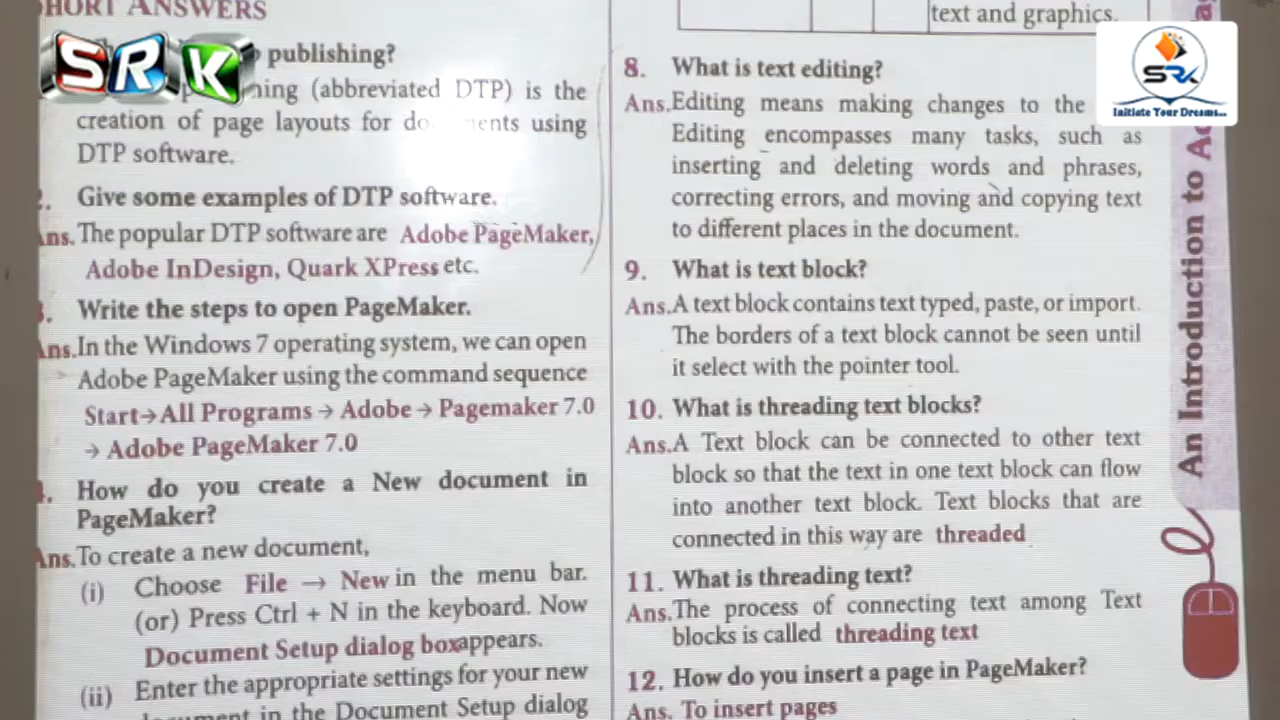 SHORT ANSWERS
publishing?
(abbreviated DTP) is the
creation of page layouts for documents using
DTP software.
Give some examples of DTP software.
Ans. The popular DTP software are Adobe PageMaker,
Adobe InDesign, Quark XPress etc.
Write the steps to open PageMaker.
Ans. In the Windows 7 operating system, we can open
Adobe PageMaker using the command sequence
Start→All Programs → Adobe → Pagemaker 7.0
→ Adobe PageMaker 7.0
How do you create a New document in
PageMaker?
Ans. To create a new document,
(i) Choose File → New in the menu bar.
(or) Press Ctrl + N in the keyboard. Now
Document Setup dialog box appears.
(ii) Enter the appropriate settings for your new
document in the Document Setup dialog
text and graphics.
8. What is text editing?
Ans. Editing means making changes to the
Editing encompasses many tasks, such as
inserting and deleting words and phrases,
correcting errors, and moving and copying text
to different places in the document.
9. What is text block?
Ans. A text block contains text typed, paste, or import.
The borders of a text block cannot be seen until
it select with the pointer tool.
10. What is threading text blocks?
Ans. A Text block can be connected to other text
block so that the text in one text block can flow
into another text block. Text blocks that are
connected in this way are threaded
11. What is threading text?
Ans. The process of connecting text among Text
blocks is called threading text
12. How do you insert a page in PageMaker?
Ans. To insert pages
An Introduction to
SRK
SRK
Initiate Your Dreams...